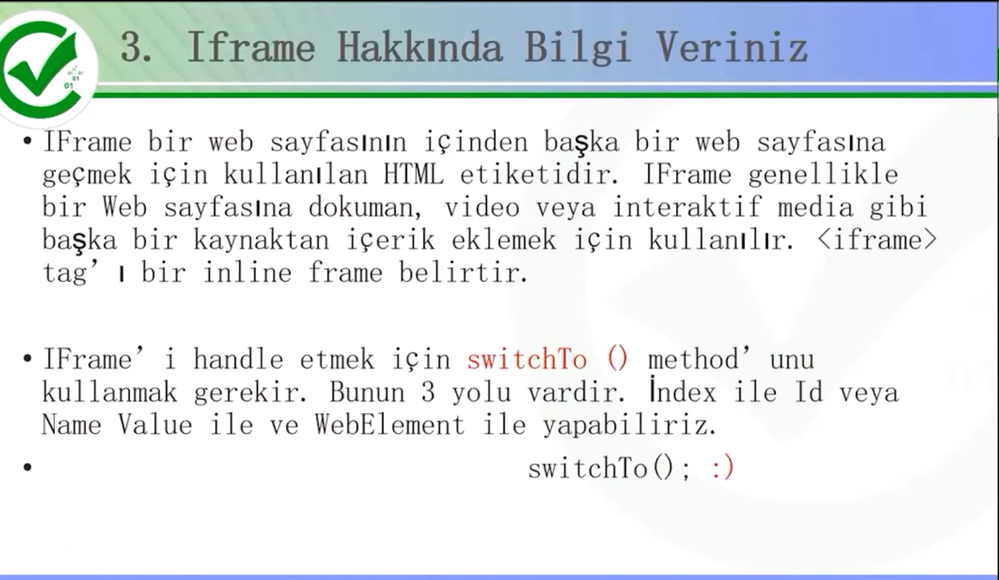 3. Iframe Hakkında Bilgi Veriniz
01
01
• IFrame bir web sayfasının içinden başka bir web sayfasına
geçmek için kullanılan HTML etiketidir. IFrame genellikle
bir Web sayfasına dokuman, video veya interaktif media gibi
başka bir kaynaktan içerik eklemek için kullanılır. <iframe>
tag’ ı bir inline frame belirtir.
• IFrame’ i handle etmek için switchTo () method’ unu
kullanmak gerekir. Bunun 3 yolu vardir. İndex ile Id veya
Name Value ile ve WebElement ile yapabiliriz.
• switchTo(); :)